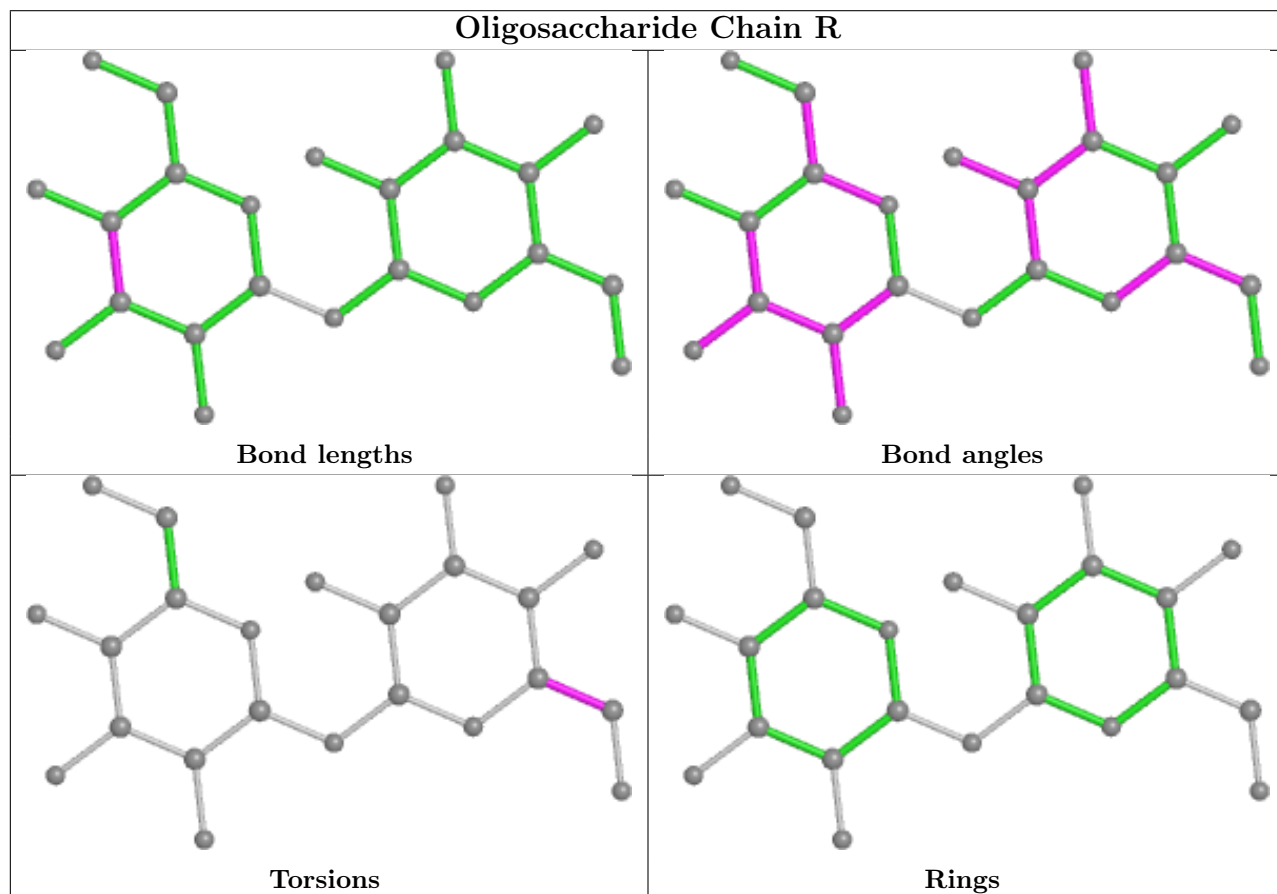 Oligosaccharide Chain R
Bond lengths
Bond angles
Torsions
Rings